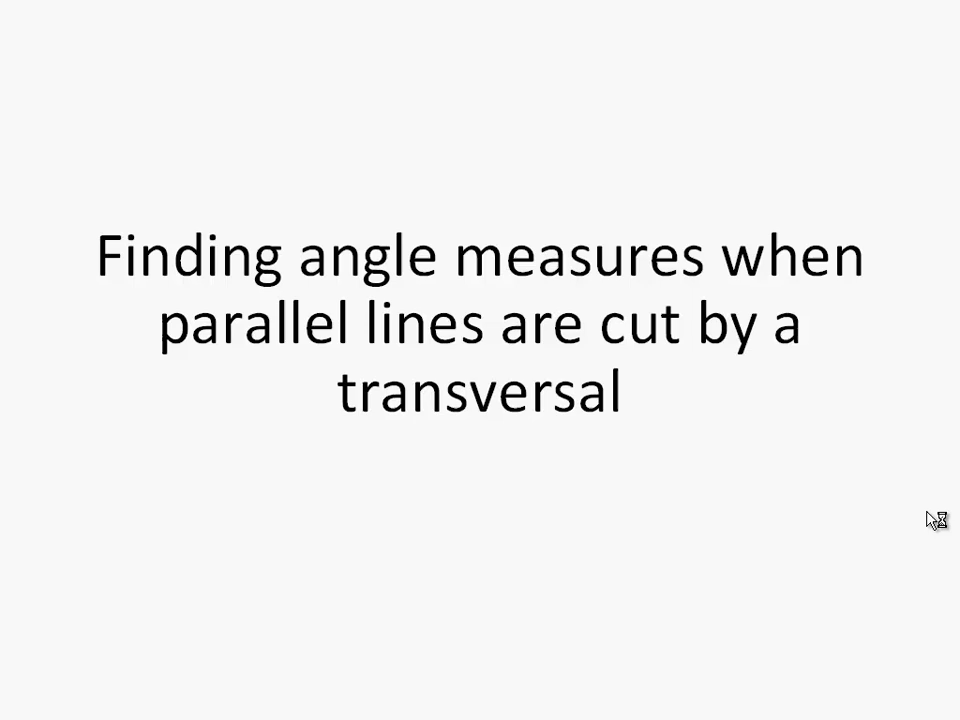 Finding angle measures when
parallel lines are cut by a
transversal